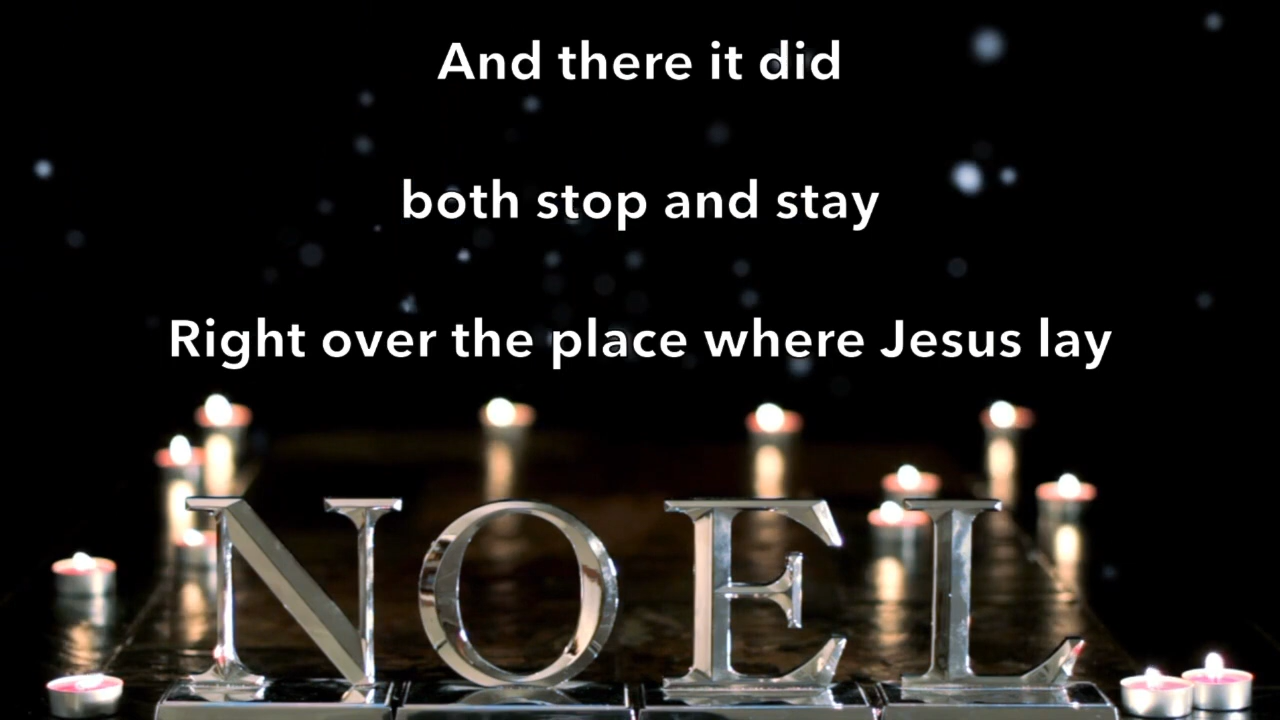 And there it did
both stop and stay
Right over the place where Jesus lay
NOEL